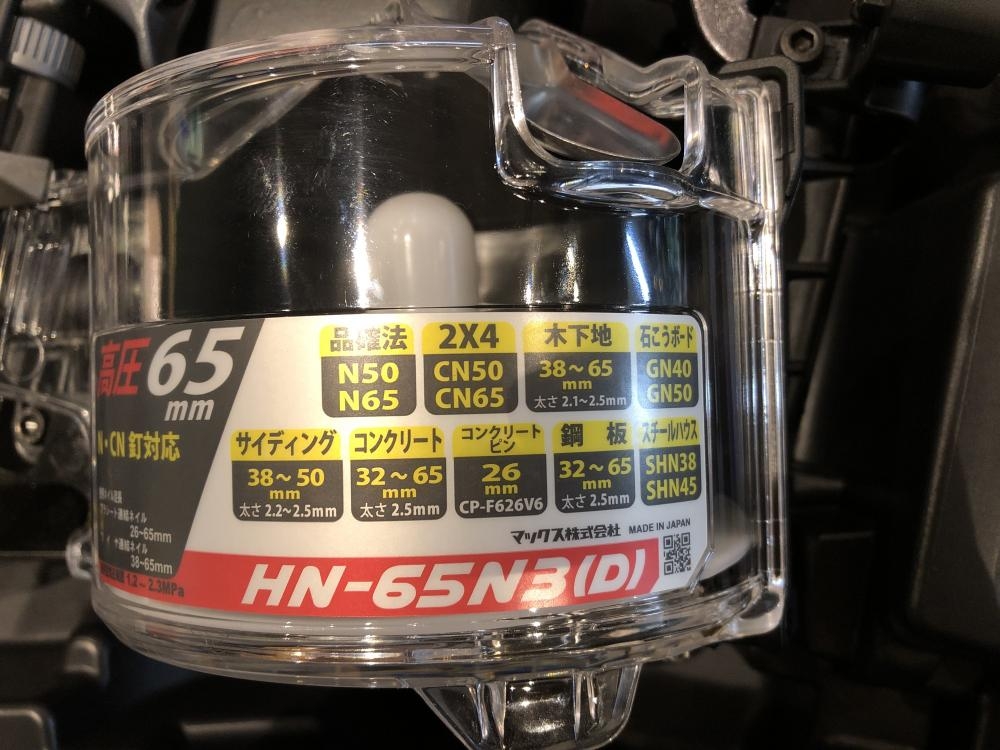 高圧65
mm
N・CN 釘対応
26~65mm
38~65mm
1.2~2.3MPa
品確法
N50
N65
2X4
CN50
CN65
木下地
38~65
mm
太さ 2.1~2.5mm
石こうボード
GN40
GN50
サイディング
38~50
mm
太さ 2.2~2.5mm
コンクリート
32~65
mm
太さ 2.5mm
コンクリート
ピン
26
mm
CP-F626V6
鋼 板
32~65
mm
太さ 2.5mm
スチールハウス
SHN38
SHN45
マックス株式会社 MADE IN JAPAN
HN-65N3(D)